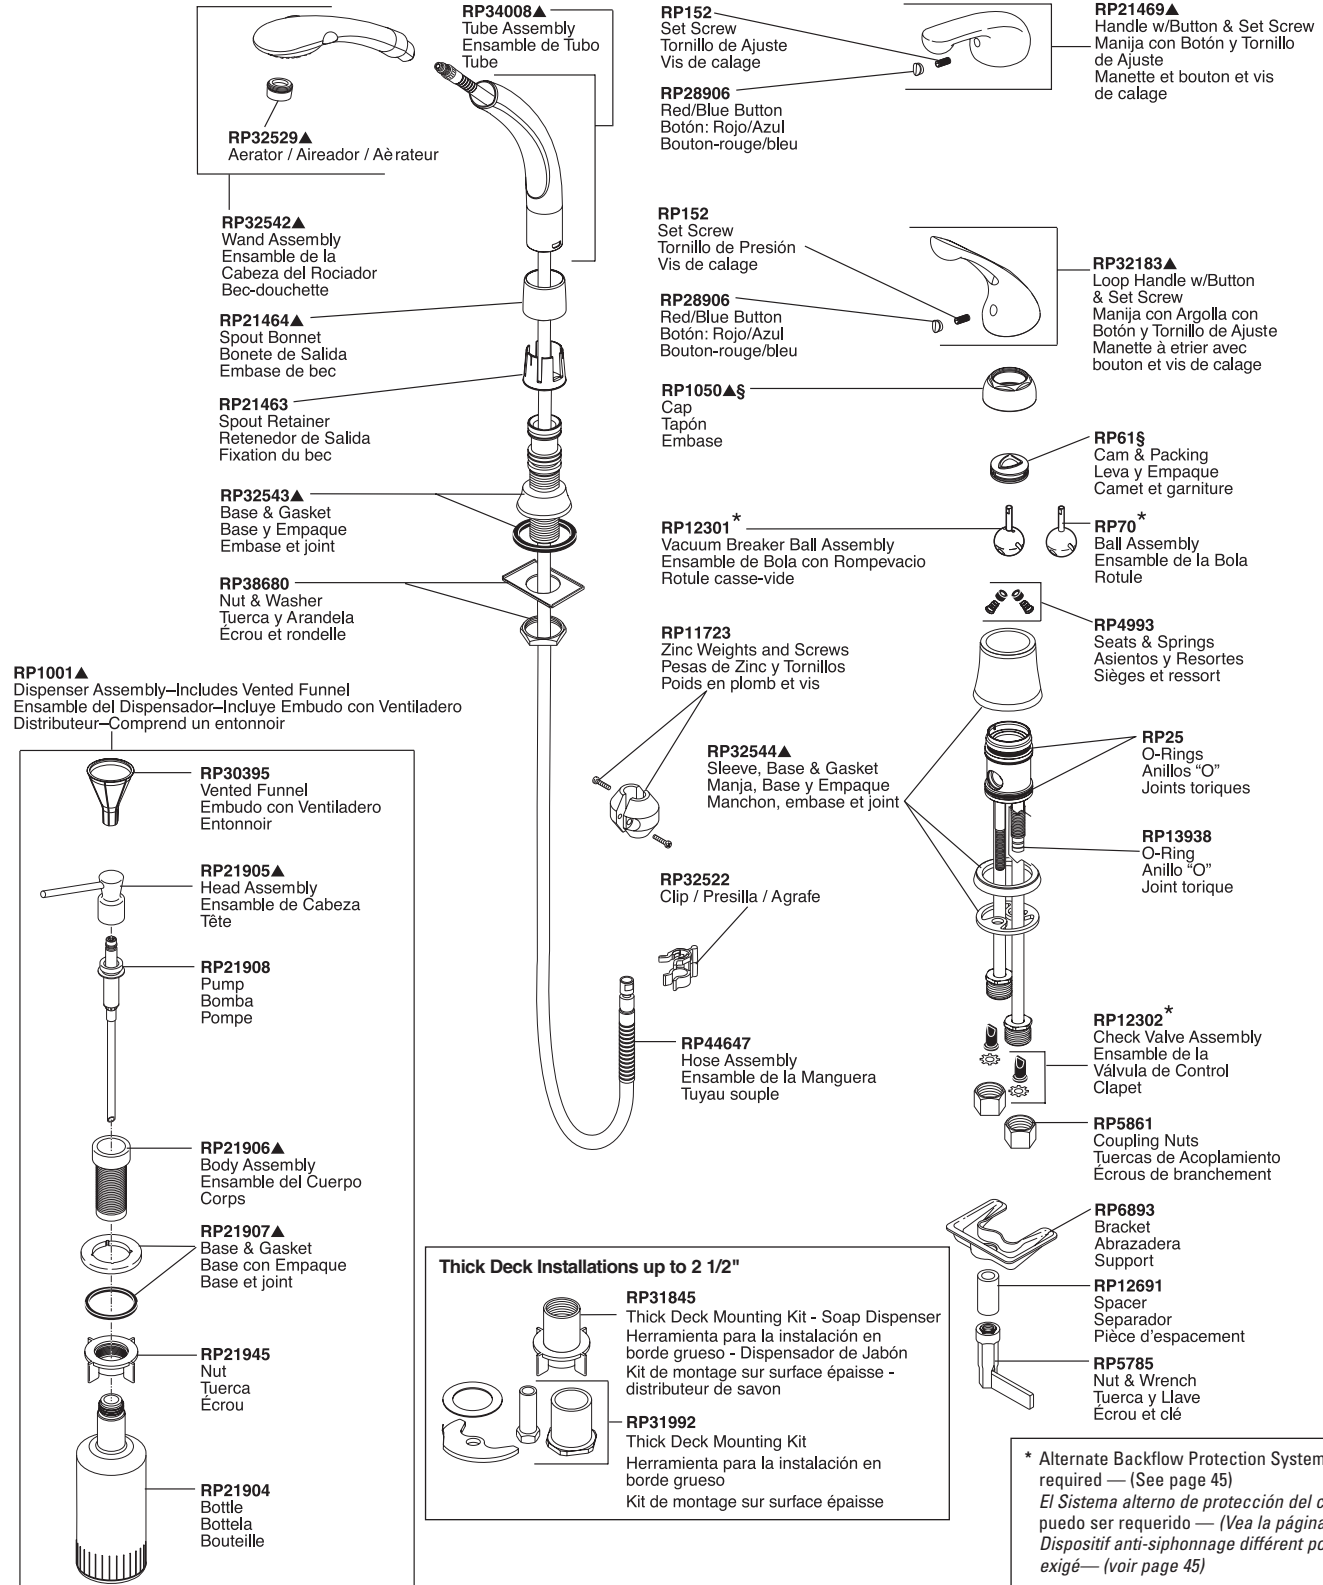 RP34008▲
Tube Assembly
Ensamble de Tubo
Tube
RP32529▲
Aerator / Aireador / Aèrateur
RP32542▲
Wand Assembly
Ensamble de la
Cabeza del Rociador
Bec-douchette
RP21464▲
Spout Bonnet
Bonete de Salida
Embase de bec
RP21463
Spout Retainer
Retenedor de Salida
Fixation du bec
RP32543▲
Base & Gasket
Base y Empaque
Embase et joint
RP38680
Nut & Washer
Tuerca y Arandela
Écrou et rondelle
RP152
Set Screw
Tornillo de Ajuste
Vis de calage
RP28906
Red/Blue Button
Botón: Rojo/Azul
Bouton-rouge/bleu
RP21469▲
Handle w/Button & Set Screw
Manija con Botón y Tornillo
de Ajuste
Manette et bouton et vis
de calage
RP152
Set Screw
Tornillo de Presión
Vis de calage
RP28906
Red/Blue Button
Botón: Rojo/Azul
Bouton-rouge/bleu
RP32183▲
Loop Handle w/Button
& Set Screw
Manija con Argolla con
Botón y Tornillo de Ajuste
Manette à etrier avec
bouton et vis de calage
RP1050▲§
Cap
Tapón
Embase
RP61§
Cam & Packing
Leva y Empaque
Camet et garniture
RP12301*
Vacuum Breaker Ball Assembly
Ensamble de Bola con Rompevacio
Rotule casse-vide
RP70*
Ball Assembly
Ensamble de la Bola
Rotule
RP4993
Seats & Springs
Asientos y Resortes
Sièges et ressort
RP11723
Zinc Weights and Screws
Pesas de Zinc y Tornillos
Poids en plomb et vis
RP32544▲
Sleeve, Base & Gasket
Manja, Base y Empaque
Manchon, embase et joint
RP25
O-Rings
Anillos “O”
Joints toriques
RP13938
O-Ring
Anillo “O”
Joint torique
RP32522
Clip / Presilla / Agrafe
RP44647
Hose Assembly
Ensamble de la Manguera
Tuyau souple
RP12302*
Check Valve Assembly
Ensamble de la
Válvula de Control
Clapet
RP5861
Coupling Nuts
Tuercas de Acoplamiento
Écrous de branchement
RP6893
Bracket
Abrazadera
Support
RP12691
Spacer
Separador
Pièce d’espacement
RP5785
Nut & Wrench
Tuerca y Llave
Écrou et clé
RP1001▲
Dispenser Assembly–Includes Vented Funnel
Ensamble del Dispensador–Incluye Embudo con Ventiladero
Distributeur–Comprend un entonnoir
RP30395
Vented Funnel
Embudo con Ventiladero
Entonnoir
RP21905▲
Head Assembly
Ensamble de Cabeza
Tête
RP21908
Pump
Bomba
Pompe
RP21906▲
Body Assembly
Ensamble del Cuerpo
Corps
RP21907▲
Base & Gasket
Base con Empaque
Base et joint
RP21945
Nut
Tuerca
Écrou
RP21904
Bottle
Bottela
Bouteille
Thick Deck Installations up to 2 1/2"
RP31845
Thick Deck Mounting Kit - Soap Dispenser
Herramienta para la instalación en
borde grueso - Dispensador de Jabón
Kit de montage sur surface épaisse -
distributeur de savon
RP31992
Thick Deck Mounting Kit
Herramienta para la instalación en
borde grueso
Kit de montage sur surface épaisse
* Alternate Backflow Protection System
required — (See page 45)
El Sistema alterno de protección del
puedo ser requerido — (Vea la página
Dispositif anti-siphonnage différent
exigé— (voir page 45)